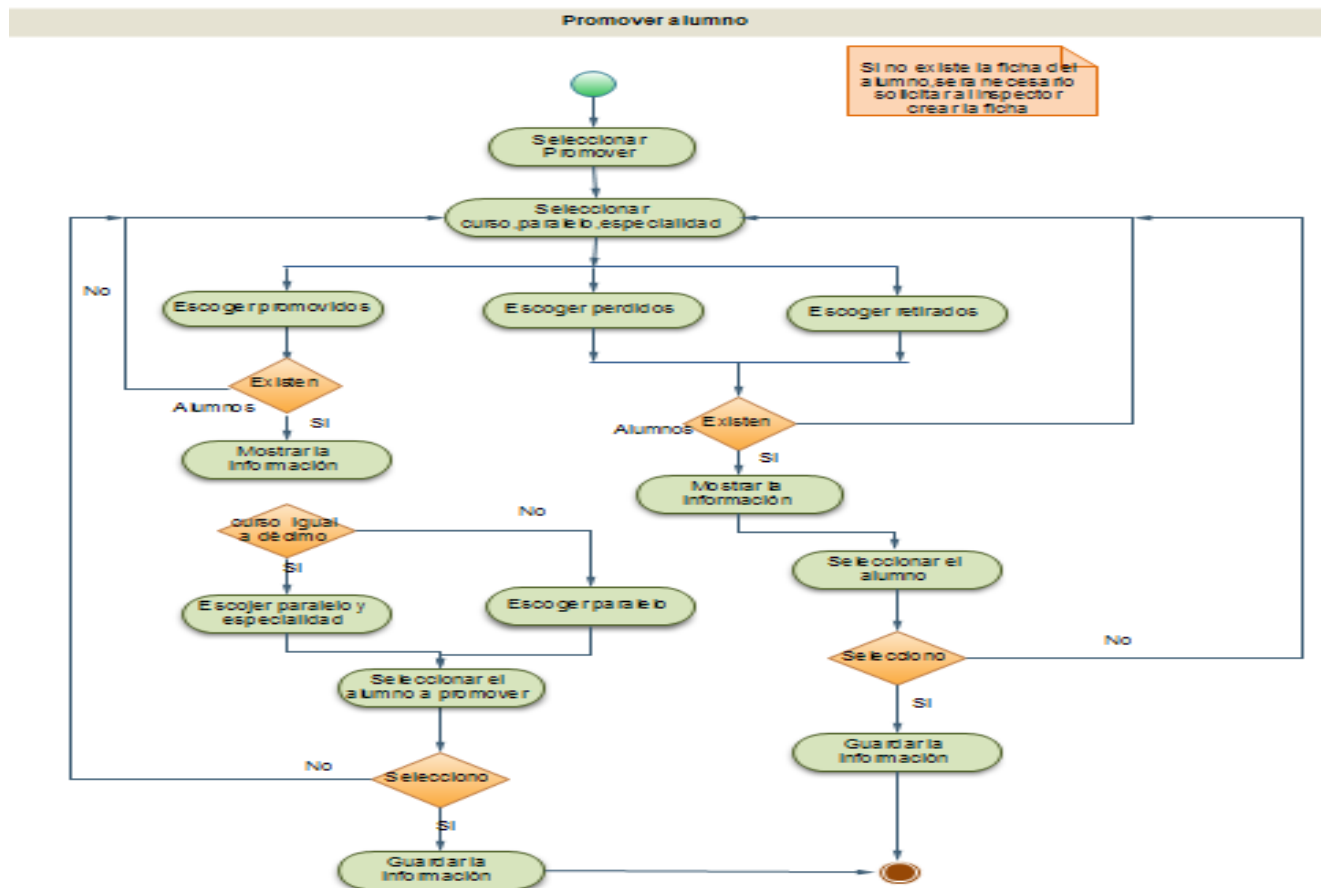 Promover alumno
Si no existe la ficha del
alumno,sera necesario
solicitar al inspector
crear la ficha
Seleccionar
Promover
Seleccionar
curso,paralelo,especialidad
No
Escoger promovidos
Escoger perdidos
Escoger retirados
Existen
Alumnos
Si
Mostrar la
información
Existen
Alumnos
Si
Mostrar la
información
curso igual
a décimo
No
Si
Seleccionar el
alumno
Escojer paralelo y
especialidad
Escoger paralelo
Selecciono
No
Si
Seleccionar el
alumno a promover
Guardar la
información
Selecciono
No
Si
Guardar la
información